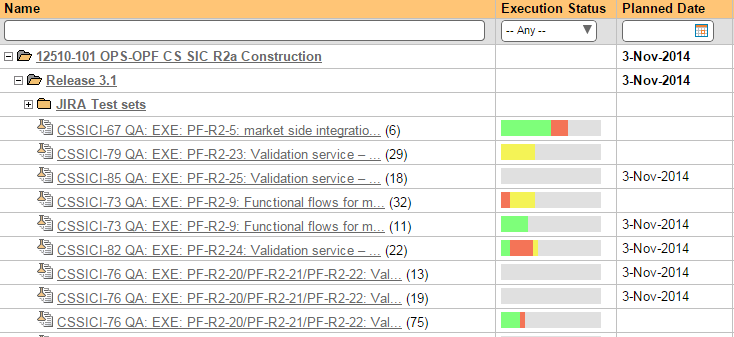 Name Execution Status Planned Date
-- Any --
12510-101 OPS-OPF CS SIC R2a Construction 3-Nov-2014
Release 3.1 3-Nov-2014
JIRA Test sets
CSSICI-67 QA: EXE: PF-R2-5: market side integratio... (6)
CSSICI-79 QA: EXE: PF-R2-23: Validation service – ... (29)
CSSICI-85 QA: EXE: PF-R2-25: Validation service – ... (18) 3-Nov-2014
CSSICI-73 QA: EXE: PF-R2-9: Functional flows for m... (32)
CSSICI-73 QA: EXE: PF-R2-9: Functional flows for m... (11) 3-Nov-2014
CSSICI-82 QA: EXE: PF-R2-24: Validation service – ... (22) 3-Nov-2014
CSSICI-76 QA: EXE: PF-R2-20/PF-R2-21/PF-R2-22: Val... (13) 3-Nov-2014
CSSICI-76 QA: EXE: PF-R2-20/PF-R2-21/PF-R2-22: Val... (19) 3-Nov-2014
CSSICI-76 QA: EXE: PF-R2-20/PF-R2-21/PF-R2-22: Val... (75)